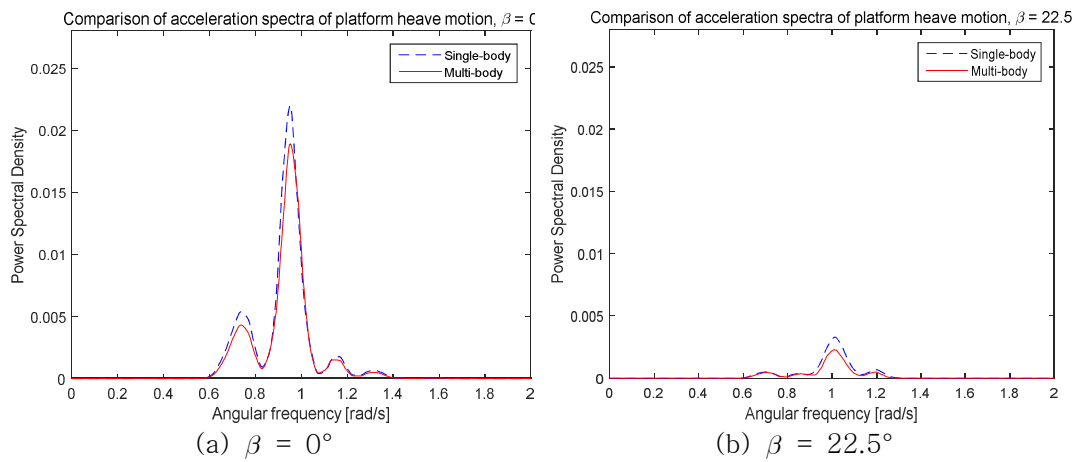 Comparison of acceleration spectra of platform heave motion, β = 0
Single-body
Multi-body
0.025
0.02
0.015
0.01
0.005
0
Power Spectral Density
0 0.2 0.4 0.6 0.8 1 1.2 1.4 1.6 1.8 2
Angular frequency [rad/s]
(a) β = 0°
Comparison of acceleration spectra of platform heave motion, β = 22.5
Single-body
Multi-body
0.025
0.02
0.015
0.01
0.005
0
Power Spectral Density
0 0.2 0.4 0.6 0.8 1 1.2 1.4 1.6 1.8 2
Angular frequency [rad/s]
(b) β = 22.5°